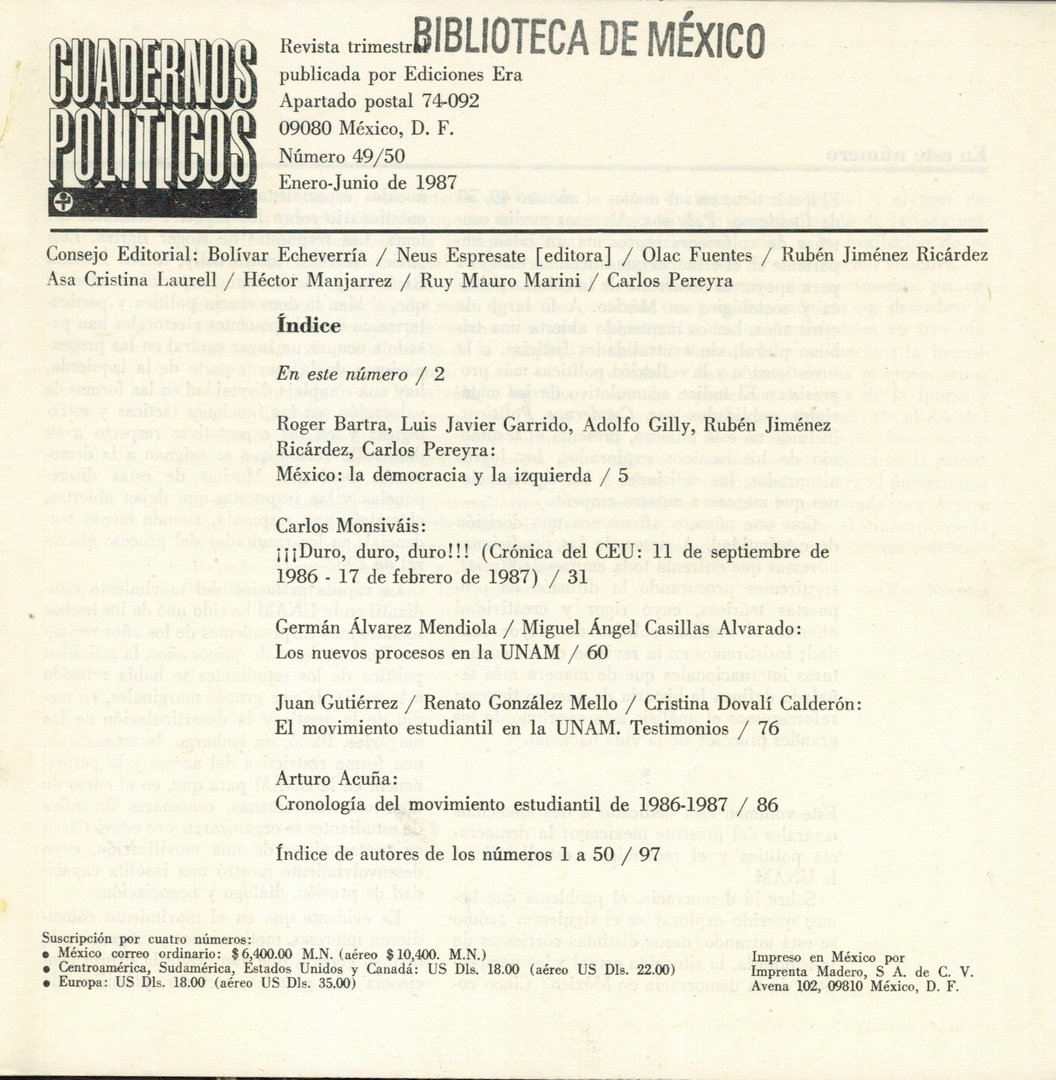 CUADERNOS
POLÍTICOS
BIBLIOTECA DE MÉXICO
Revista trimestral
publicada por Ediciones Era
Apartado postal 74-092
09080 México, D. F.
Número 49/50
Enero-Junio de 1987
Consejo Editorial: Bolívar Echeverría / Neus Espresate [editora] / Olac Fuentes / Rubén Jiménez Ricárdez
Asa Cristina Laurell / Héctor Manjarrez / Ruy Mauro Marini / Carlos Pereyra
Índice
En este número / 2
Roger Bartra, Luis Javier Garrido, Adolfo Gilly, Rubén Jiménez
Ricárdez, Carlos Pereyra:
México: la democracia y la izquierda / 5
Carlos Monsiváis:
¡¡¡Duro, duro, duro!!! (Crónica del CEU: 11 de septiembre de
1986 - 17 de febrero de 1987) / 31
Germán Álvarez Mendiola / Miguel Ángel Casillas Alvarado:
Los nuevos procesos en la UNAM / 60
Juan Gutiérrez / Renato González Mello / Cristina Dovalí Calderón:
El movimiento estudiantil en la UNAM. Testimonios / 76
Arturo Acuña:
Cronología del movimiento estudiantil de 1986-1987 / 86
Índice de autores de los números 1 a 50 / 97
Suscripción por cuatro números:
• México correo ordinario: $6,400.00 M.N. (aéreo $10,400. M.N.)
• Centroamérica, Sudamérica, Estados Unidos y Canadá: US Dls. 18.00 (aéreo US Dls. 22.00)
• Europa: US Dls. 18.00 (aéreo US Dls. 35.00)
Impreso en México por
Imprenta Madero, S A. de C. V.
Avena 102, 09810 México, D. F.